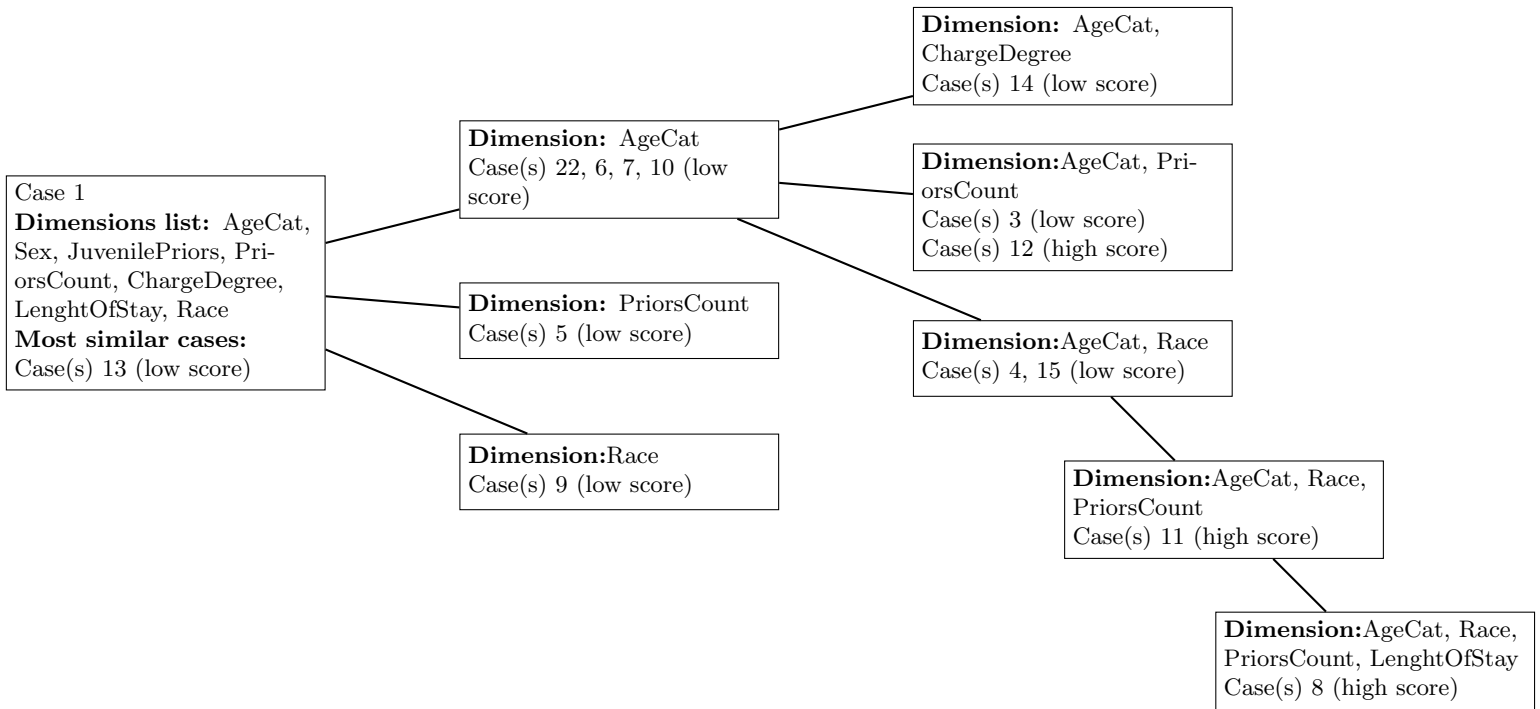 Case 1
Dimensions list: AgeCat,
Sex, JuvenilePriors, Pri-
orsCount, ChargeDegree,
LenghtOfStay, Race
Most similar cases:
Case(s) 13 (low score)
Dimension: AgeCat
Case(s) 22, 6, 7, 10 (low
score)
Dimension: PriorsCount
Case(s) 5 (low score)
Dimension:Race
Case(s) 9 (low score)
Dimension: AgeCat,
ChargeDegree
Case(s) 14 (low score)
Dimension:AgeCat, Pri-
orsCount
Case(s) 3 (low score)
Case(s) 12 (high score)
Dimension:AgeCat, Race
Case(s) 4, 15 (low score)
Dimension:AgeCat, Race,
PriorsCount
Case(s) 11 (high score)
Dimension:AgeCat, Race,
PriorsCount, LenghtOfStay
Case(s) 8 (high score)